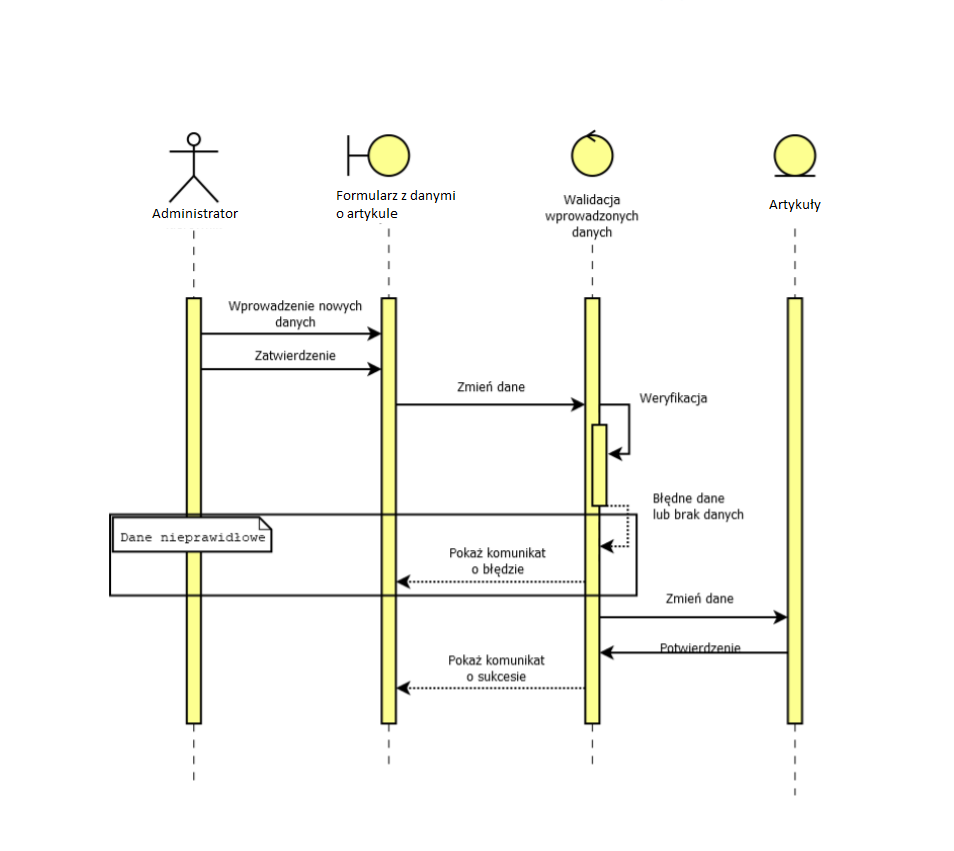 Administrator
Formularz z danymi
o artykule
Walidacja
wprowadzonych
danych
Artykuły
Wprowadzenie nowych
danych
Zatwierdzenie
Zmień dane
Weryfikacja
Błędne dane
lub brak danych
Dane nieprawidłowe
Pokaż komunikat
o błędzie
Zmień dane
Potwierdzenie
Pokaż komunikat
o sukcesie